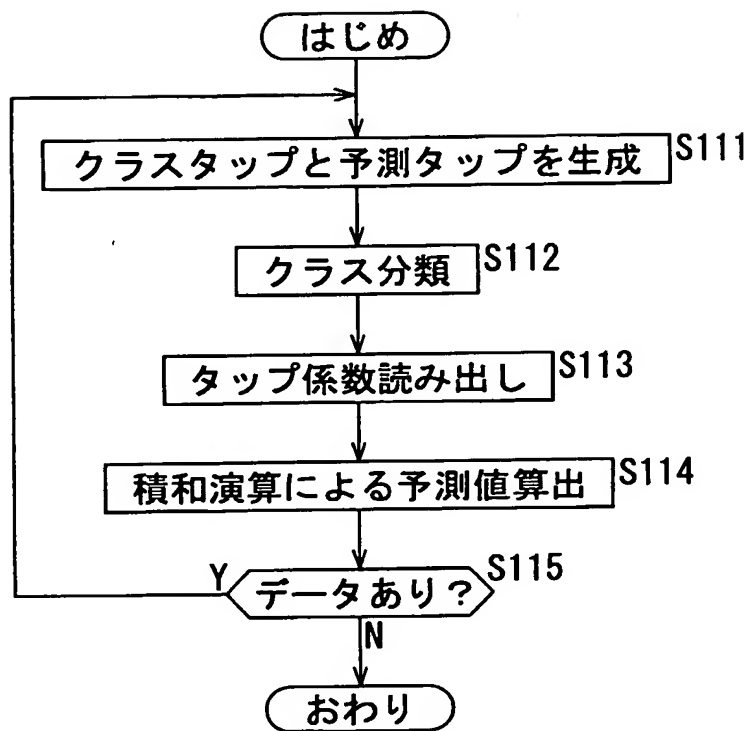 はじめ
クラスタップと予測タップを生成 S111
クラス分類 S112
タップ係数読み出し S113
積和演算による予測値算出 S114
Y データあり? S115
N
おわり